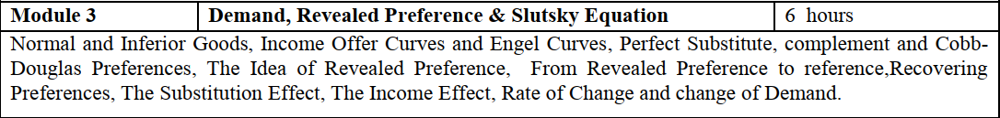 Module 3 Demand, Revealed Preference & Slutsky Equation 6 hours
Normal and Inferior Goods, Income Offer Curves and Engel Curves, Perfect Substitute, complement and Cobb-
Douglas Preferences, The Idea of Revealed Preference, From Revealed Preference to reference,Recovering
Preferences, The Substitution Effect, The Income Effect, Rate of Change and change of Demand.